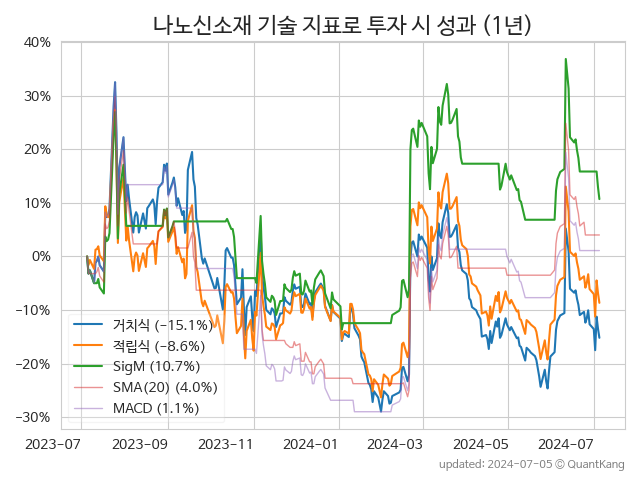 나노신소재 기술 지표로 투자 시 성과 (1년)
40%
30%
20%
10%
0%
−10%
−20%
−30%
거치식 (−15.1%)
적립식 (−8.6%)
SigM (10.7%)
SMA(20) (4.0%)
MACD (1.1%)
2023−07 2023−09 2023−11 2024−01 2024−03 2024−05 2024−07
updated: 2024−07−05 © QuantKang